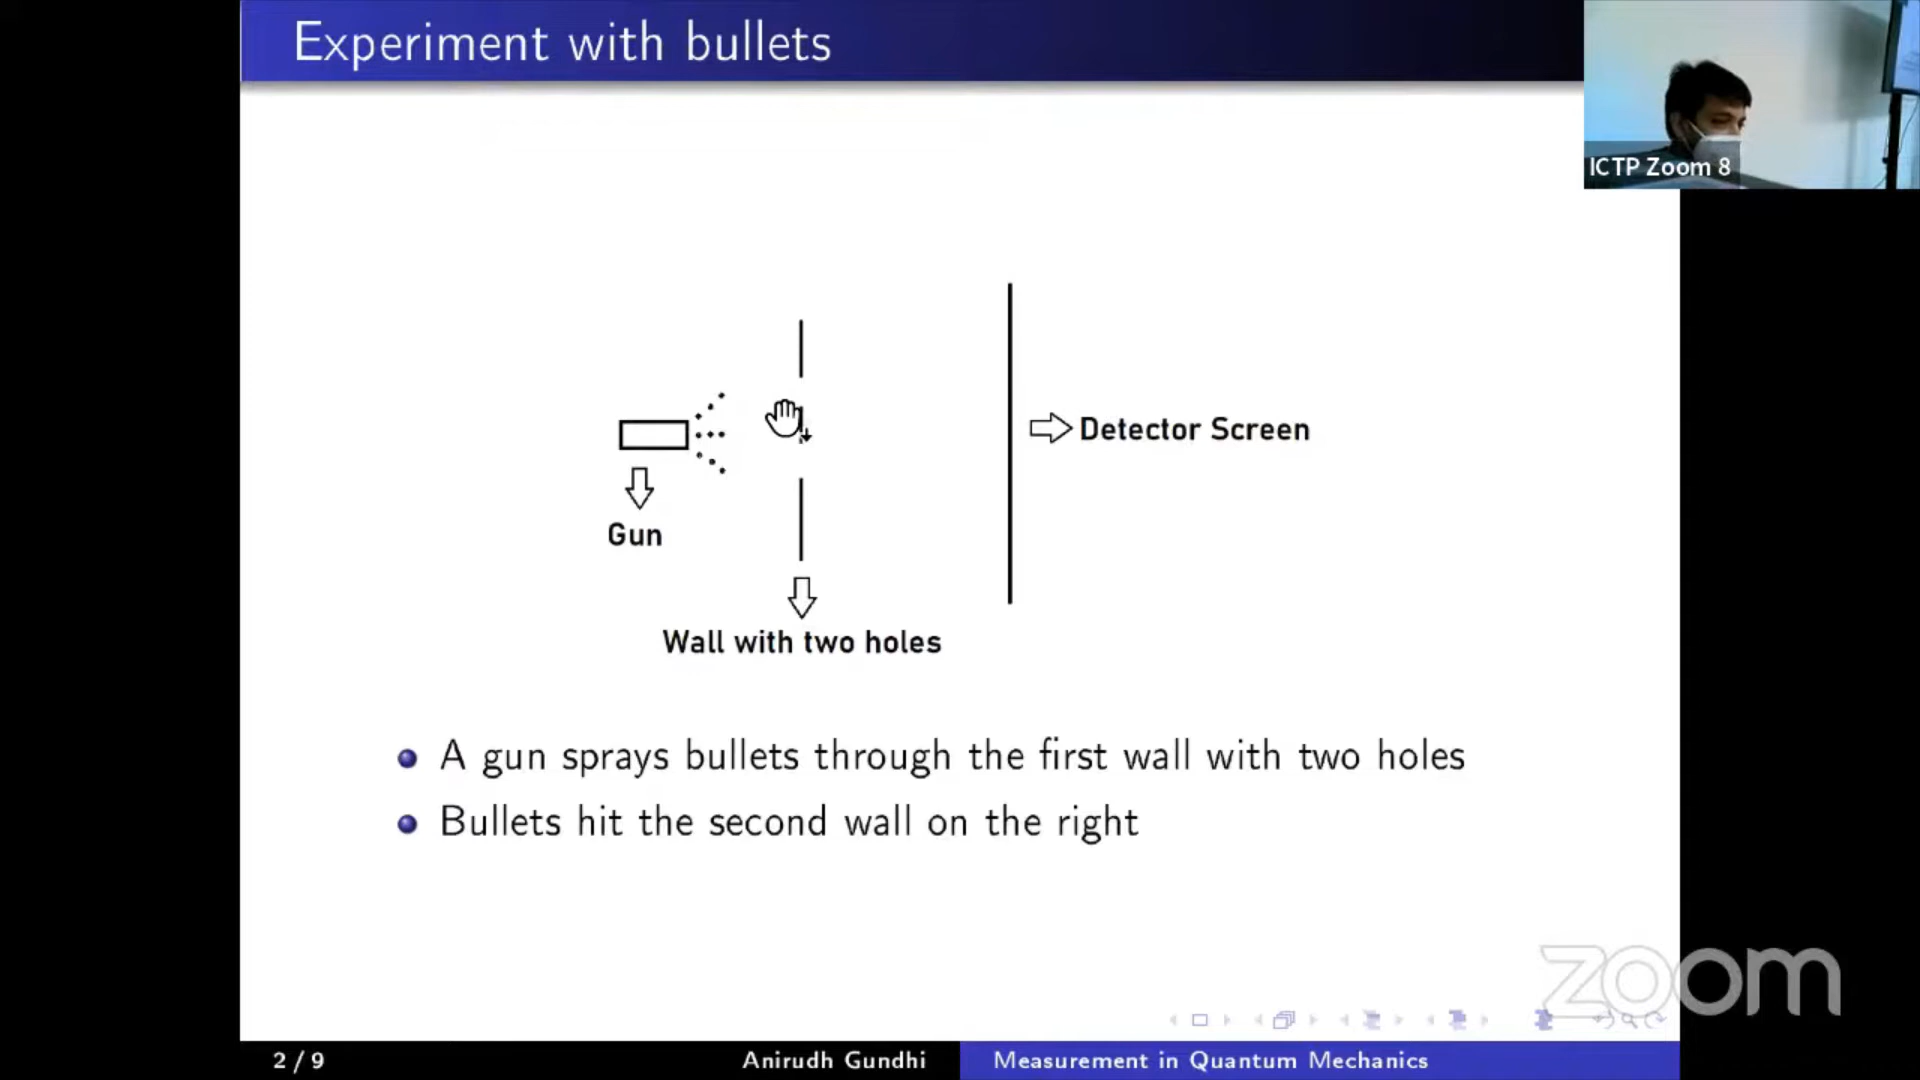 Experiment with bullets
ICTP Zoom 8
Detector Screen
Gun
Wall with two holes
A gun sprays bullets through the first wall with two holes
Bullets hit the second wall on the right
zoom
2 / 9
Anirudh Gundhi
Measurement in Quantum Mechanics